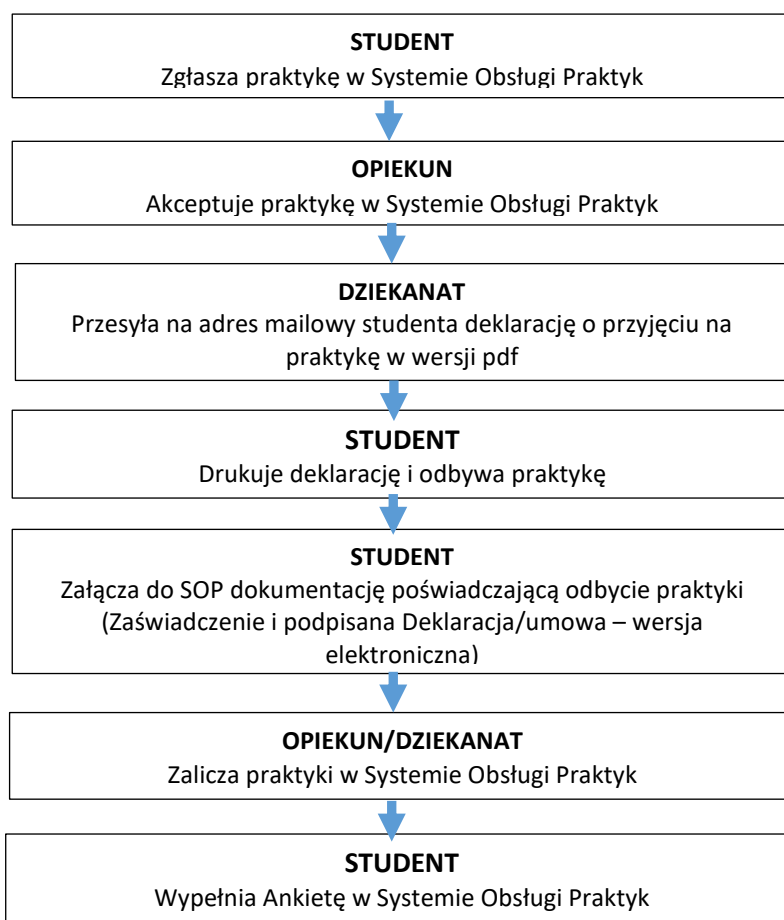 STUDENT
Zgłasza praktykę w Systemie Obsługi Praktyk
OPIEKUN
Akceptuje praktykę w Systemie Obsługi Praktyk
DZIEKANAT
Przesyła na adres mailowy studenta deklarację o przyjęciu na
praktykę w wersji pdf
STUDENT
Drukuje deklarację i odbywa praktykę
STUDENT
Załącza do SOP dokumentację poświadczającą odbycie praktyki
(Zaświadczenie i podpisana Deklaracja/umowa – wersja
elektroniczna)
OPIEKUN/DZIEKANAT
Zalicza praktyki w Systemie Obsługi Praktyk
STUDENT
Wypełnia Ankietę w Systemie Obsługi Praktyk